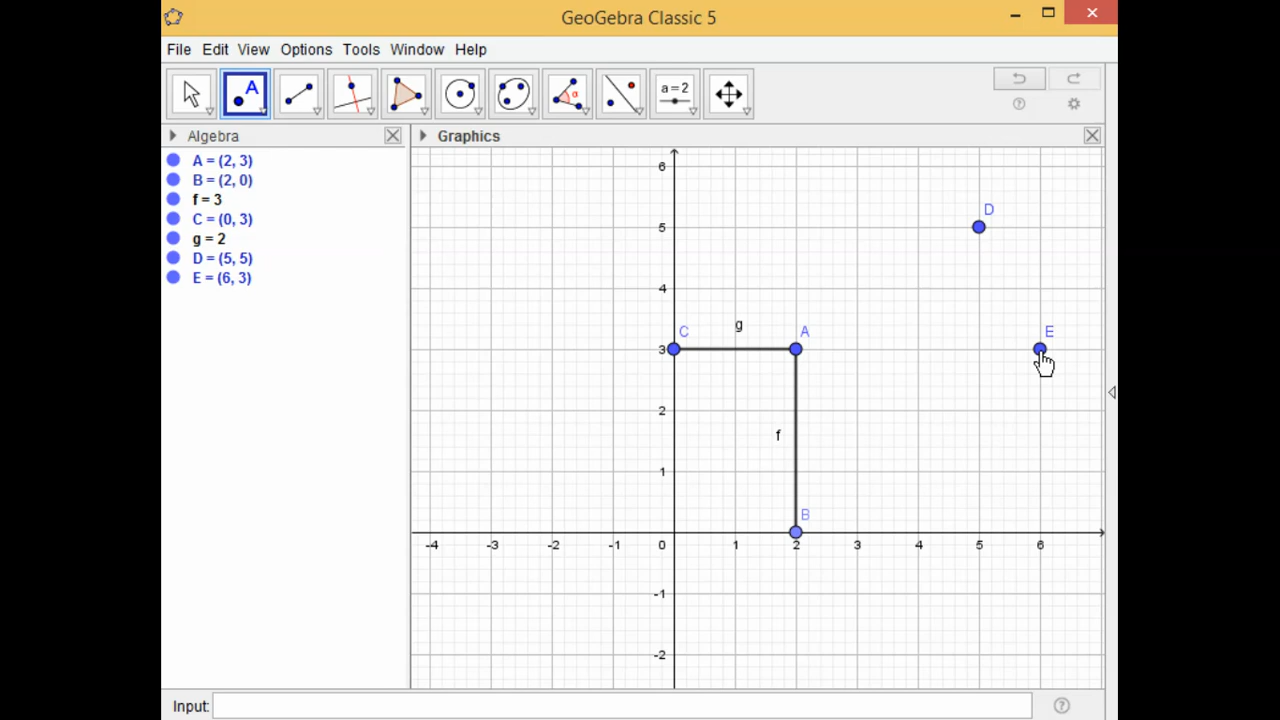 GeoGebra Classic 5
File Edit View Options Tools Window Help
A α a = 2
Algebra
Graphics
A = (2, 3)
B = (2, 0)
f = 3
C = (0, 3)
g = 2
D = (5, 5)
E = (6, 3)
6
D
5
4
C g A E
3
2
f
1
B
-4 -3 -2 -1 0 1 2 3 4 5 6
-1
-2
Input: